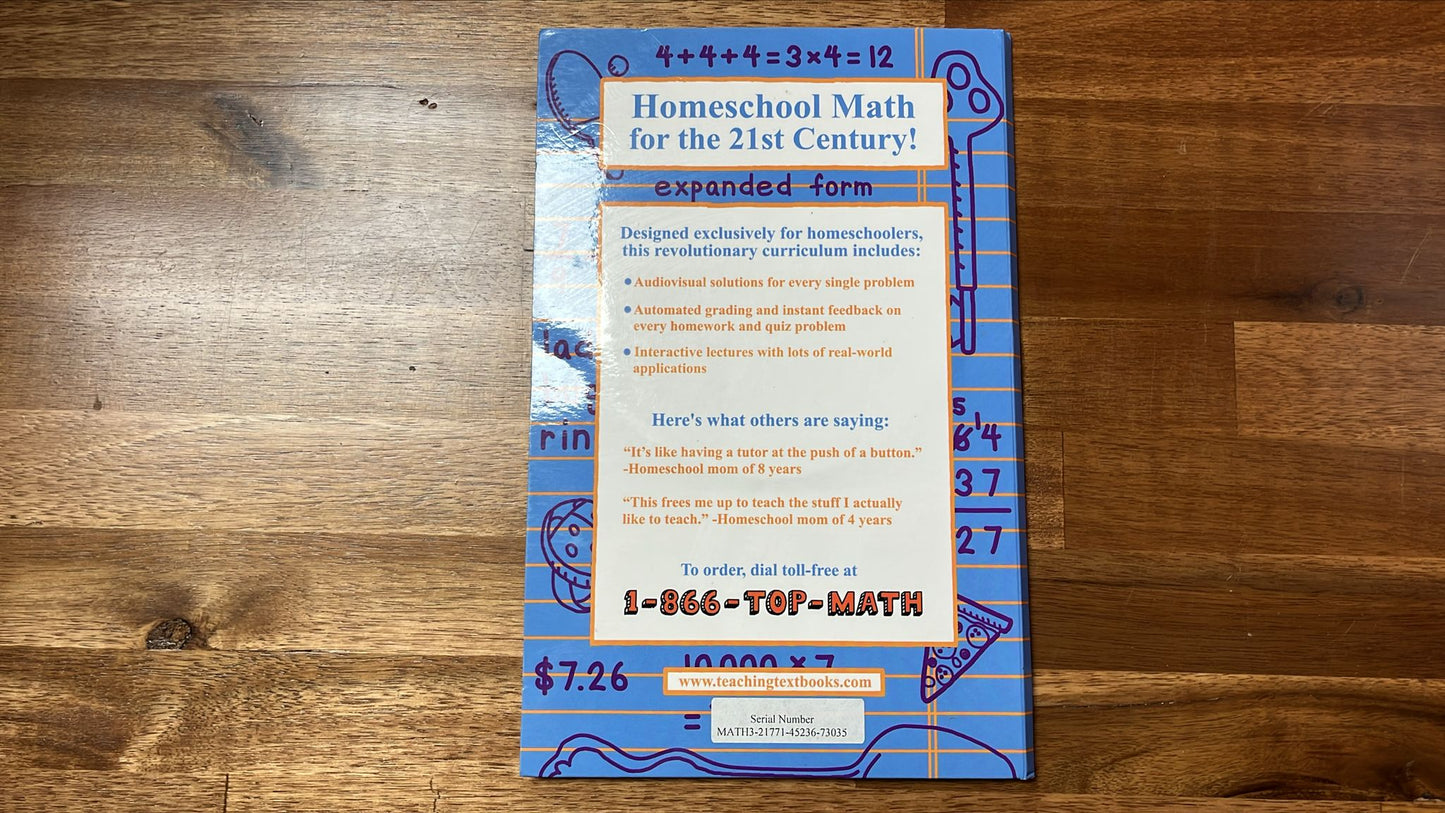 4+4+4=3×4=12
Homeschool Math
for the 21st Century!
expanded form
Designed exclusively for homeschoolers,
this revolutionary curriculum includes:
• Audiovisual solutions for every single problem
• Automated grading and instant feedback on
every homework and quiz problem
• Interactive lectures with lots of real-world
applications
Here's what others are saying:
“It’s like having a tutor at the push of a button.”
-Homeschool mom of 8 years
“This frees me up to teach the stuff I actually
like to teach.” -Homeschool mom of 4 years
To order, dial toll-free at
1-866-TOP-MATH
37
27
$7.26
10,000 × 7
www.teachingtextbooks.com
=
Serial Number
MATH3-21771-45236-73035